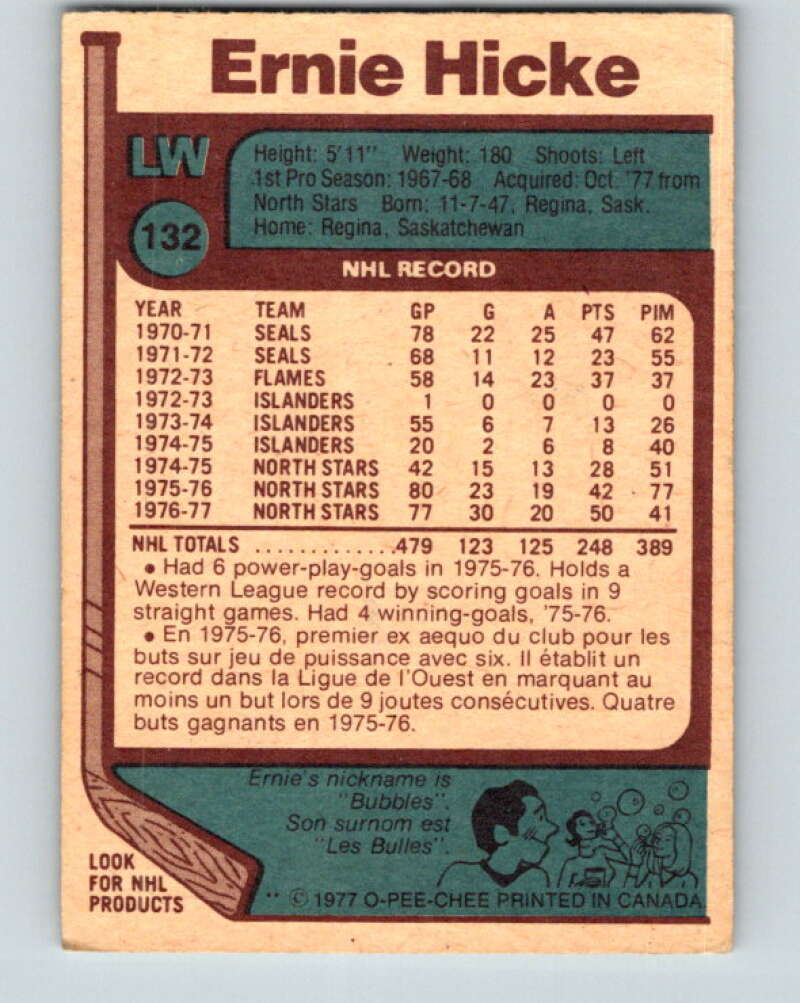 Ernie Hicke
LW
132
Height: 5'11" Weight: 180 Shoots: Left
1st Pro Season: 1967-68 Acquired: Oct. '77 from
North Stars Born: 11-7-47, Regina, Sask.
Home: Regina, Saskatchewan
NHL RECORD
YEAR TEAM GP G A PTS PIM
1970-71 SEALS 78 22 25 47 62
1971-72 SEALS 68 11 12 23 55
1972-73 FLAMES 58 14 23 37 37
1972-73 ISLANDERS 1 0 0 0 0
1973-74 ISLANDERS 55 6 7 13 26
1974-75 ISLANDERS 20 2 6 8 40
1974-75 NORTH STARS 42 15 13 28 51
1975-76 NORTH STARS 80 23 19 42 77
1976-77 NORTH STARS 77 30 20 50 41
NHL TOTALS .............479 123 125 248 389
• Had 6 power-play-goals in 1975-76. Holds a
Western League record by scoring goals in 9
straight games. Had 4 winning-goals, '75-76.
• En 1975-76, premier ex aequo du club pour les
buts sur jeu de puissance avec six. Il établit un
record dans la Ligue de l'Ouest en marquant au
moins un but lors de 9 joutes consécutives. Quatre
buts gagnants en 1975-76.
Ernie's nickname is
"Bubbles".
Son surnom est
"Les Bulles".
LOOK
FOR NHL
PRODUCTS
** © 1977 O-PEE-CHEE PRINTED IN CANADA